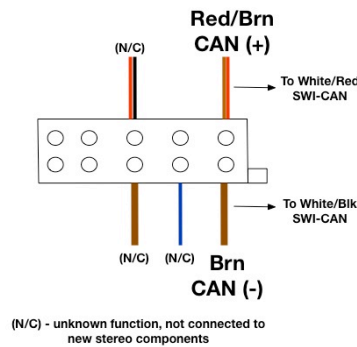 Red/Brn
CAN (+)
(N/C)
To White/Red
SWI-CAN
To White/Blk
SWI-CAN
(N/C)
(N/C)
Brn
CAN (-)
(N/C) - unknown function, not connected to
new stereo components